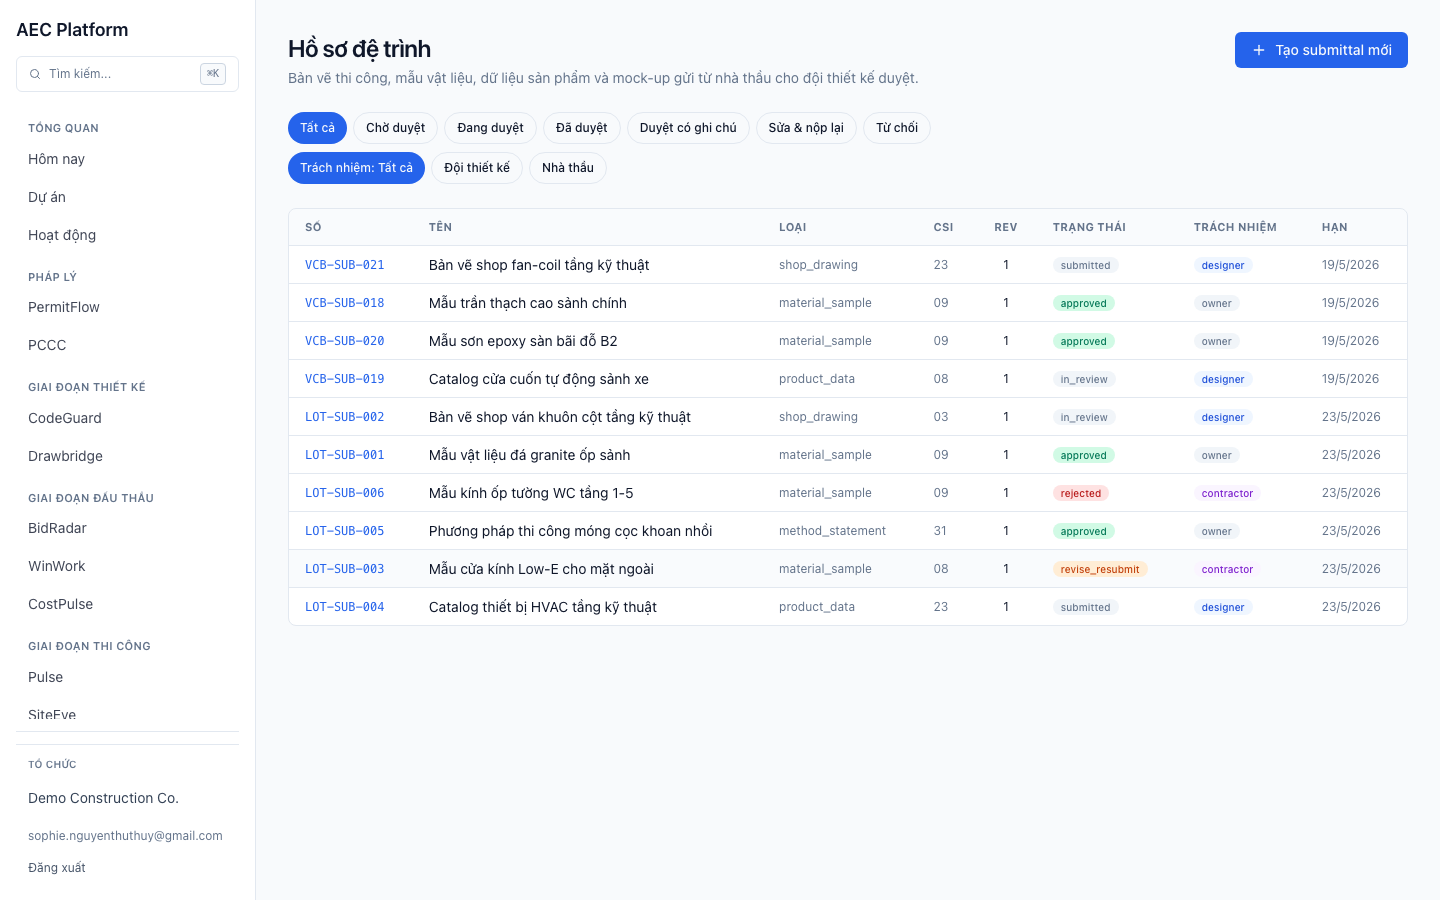 AEC Platform
Tìm kiếm... ⌘K
TỔNG QUAN
Hôm nay
Dự án
Hoạt động
PHÁP LÝ
PermitFlow
PCCC
GIAI ĐOẠN THIẾT KẾ
CodeGuard
Drawbridge
GIAI ĐOẠN ĐẤU THẦU
BidRadar
WinWork
CostPulse
GIAI ĐOẠN THI CÔNG
Pulse
SiteEye
TỔ CHỨC
Demo Construction Co.
sophie.nguyenthuthuy@gmail.com
Đăng xuất
Hồ sơ đệ trình
Bản vẽ thi công, mẫu vật liệu, dữ liệu sản phẩm và mock-up gửi từ nhà thầu cho đội thiết kế duyệt.
Tạo submittal mới
Tất cả Chờ duyệt Đang duyệt Đã duyệt Duyệt có ghi chú Sửa & nộp lại Từ chối
Trách nhiệm: Tất cả Đội thiết kế Nhà thầu
SỐ TÊN LOẠI CSI REV TRẠNG THÁI TRÁCH NHIỆM HẠN
VCB-SUB-021 Bản vẽ shop fan-coil tầng kỹ thuật shop_drawing 23 1 submitted designer 19/5/2026
VCB-SUB-018 Mẫu trần thạch cao sảnh chính material_sample 09 1 approved owner 19/5/2026
VCB-SUB-020 Mẫu sơn epoxy sàn bãi đỗ B2 material_sample 09 1 approved owner 19/5/2026
VCB-SUB-019 Catalog cửa cuốn tự động sảnh xe product_data 08 1 in_review designer 19/5/2026
LOT-SUB-002 Bản vẽ shop ván khuôn cột tầng kỹ thuật shop_drawing 03 1 in_review designer 23/5/2026
LOT-SUB-001 Mẫu vật liệu đá granite ốp sảnh material_sample 09 1 approved owner 23/5/2026
LOT-SUB-006 Mẫu kính ốp tường WC tầng 1-5 material_sample 09 1 rejected contractor 23/5/2026
LOT-SUB-005 Phương pháp thi công móng cọc khoan nhồi method_statement 31 1 approved owner 23/5/2026
LOT-SUB-003 Mẫu cửa kính Low-E cho mặt ngoài material_sample 08 1 revise_resubmit contractor 23/5/2026
LOT-SUB-004 Catalog thiết bị HVAC tầng kỹ thuật product_data 23 1 submitted designer 23/5/2026